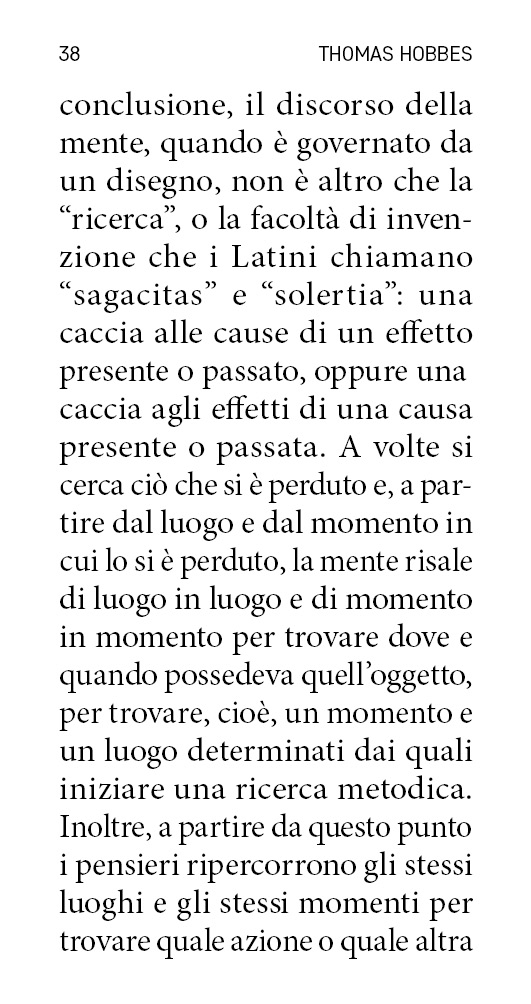 38 THOMAS HOBBES
conclusione, il discorso della
mente, quando è governato da
un disegno, non è altro che la
“ricerca”, o la facoltà di inven-
zione che i Latini chiamano
“sagacitas” e “solertia”: una
caccia alle cause di un effetto
presente o passato, oppure una
caccia agli effetti di una causa
presente o passata. A volte si
cerca ciò che si è perduto e, a par-
tire dal luogo e dal momento in
cui lo si è perduto, la mente risale
di luogo in luogo e di momento
in momento per trovare dove e
quando possedeva quell’oggetto,
per trovare, cioè, un momento e
un luogo determinati dai quali
iniziare una ricerca metodica.
Inoltre, a partire da questo punto
i pensieri ripercorrono gli stessi
luoghi e gli stessi momenti per
trovare quale azione o quale altra